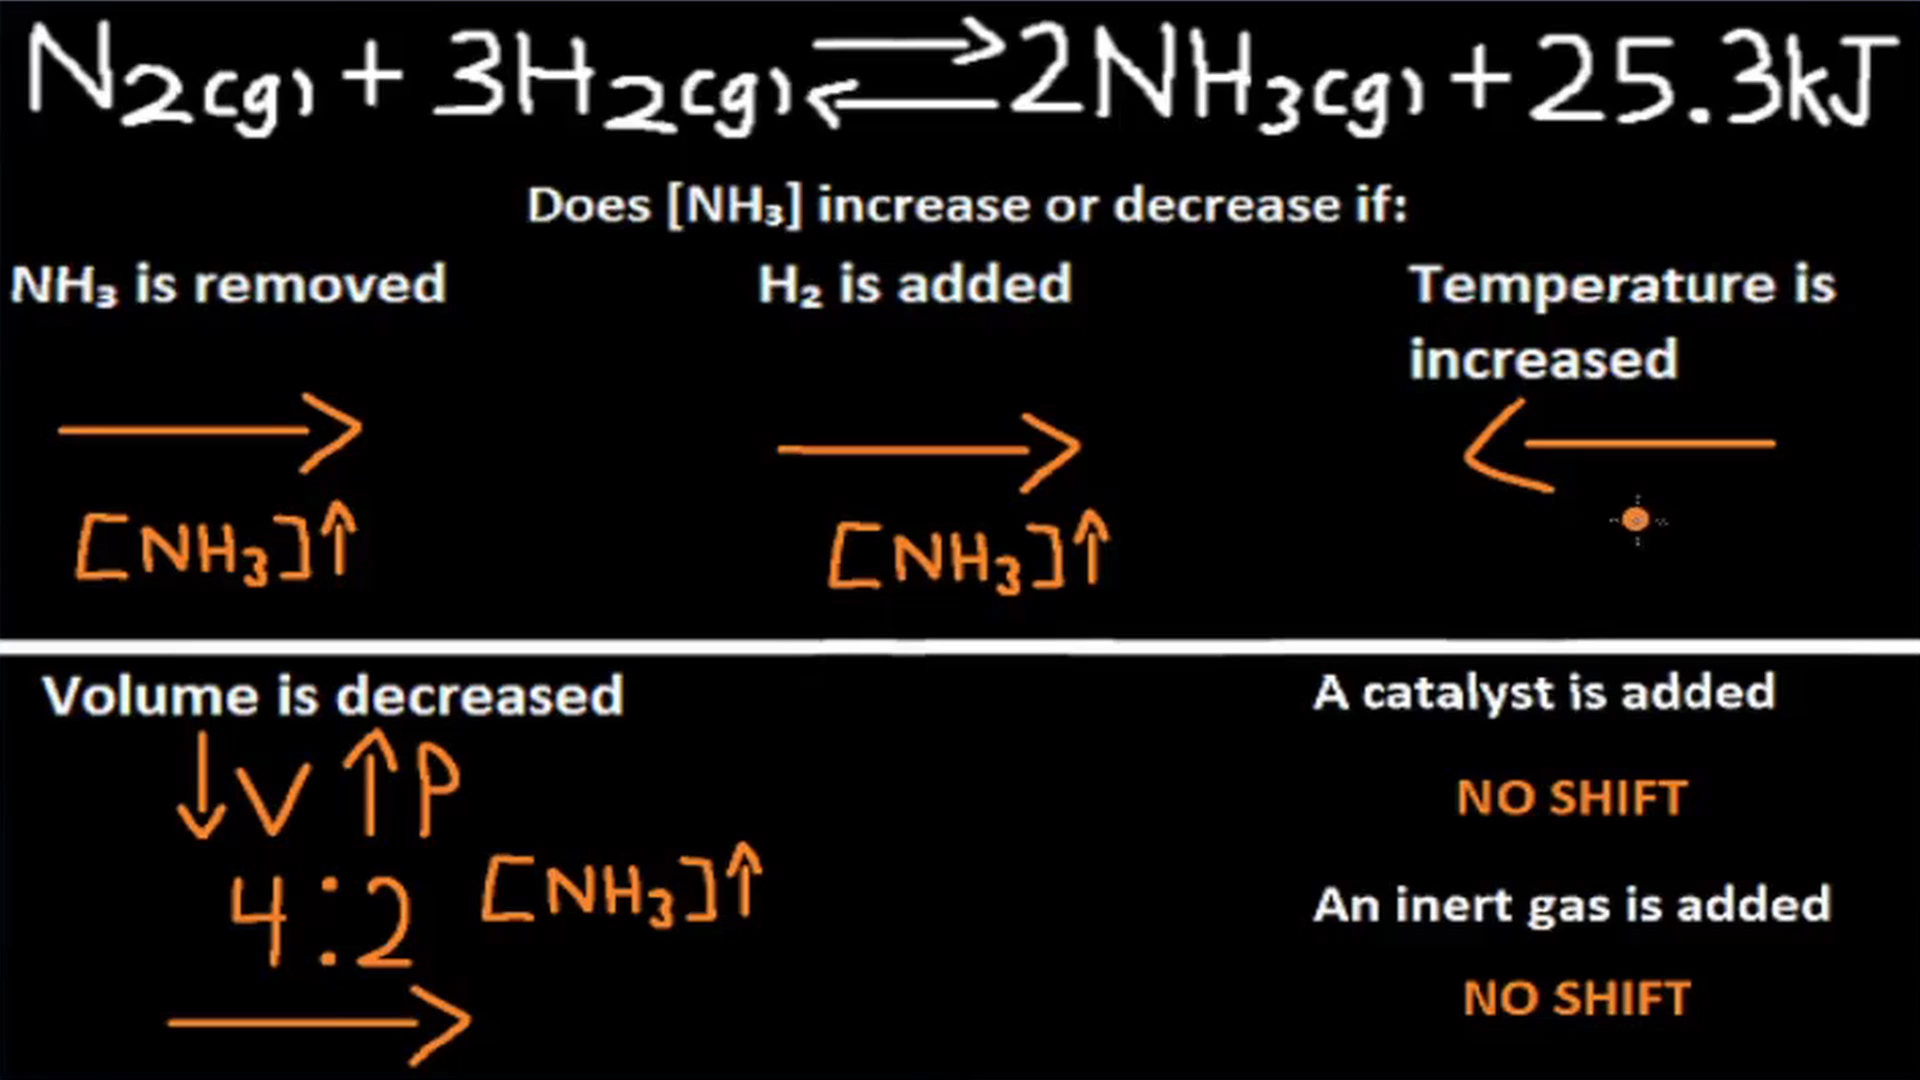 N₂(g) + 3H₂(g) ⇌ 2NH₃(g) + 25.3kJ
Does [NH₃] increase or decrease if:
NH₃ is removed
→
[NH₃]↑
H₂ is added
→
[NH₃]↑
Temperature is
increased
←
Volume is decreased
↓V ↑P
4:2
[NH₃]↑
→
A catalyst is added
NO SHIFT
An inert gas is added
NO SHIFT